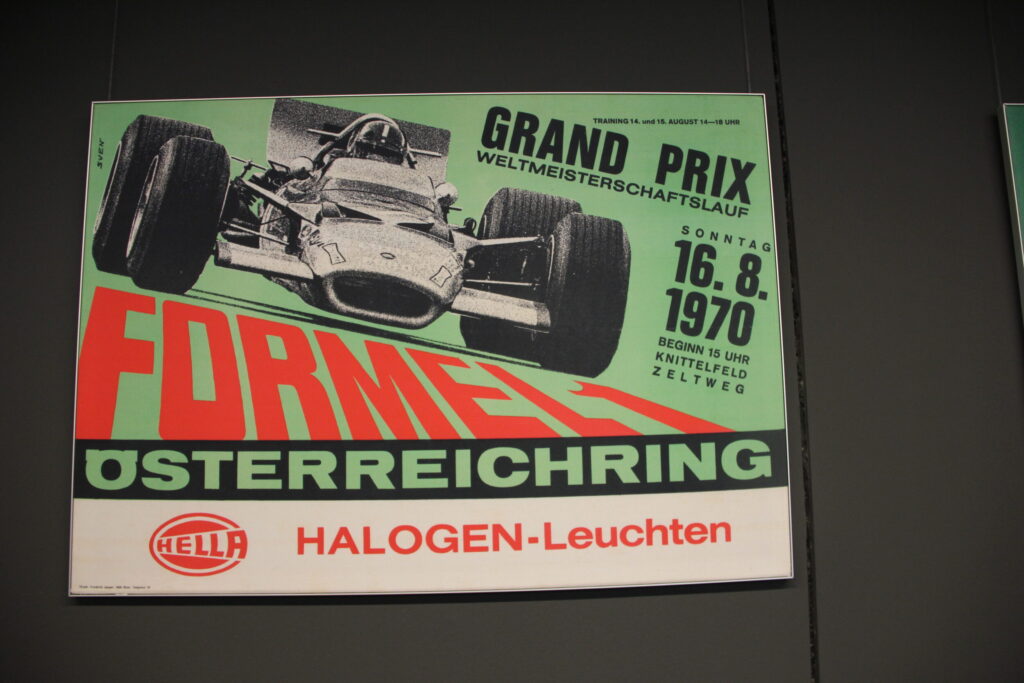 SVEN
TRAINING 14. und 15. AUGUST 14—18 UHR
GRAND PRIX
WELTMEISTERSCHAFTSLAUF
SONNTAG
16. 8.
1970
BEGINN 15 UHR
KNITTELFELD
ZELTWEG
FORMEL 1
ÖSTERREICHRING
HELLA
HALOGEN-Leuchten